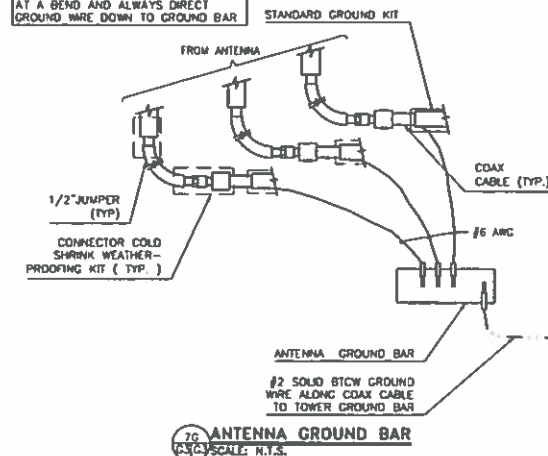 AT A BEND AND ALWAYS DIRECT
GROUND WIRE DOWN TO GROUND BAR
STANDARD GROUND KIT
FROM ANTENNA
COAX
CABLE (TYP.)
1/2" JUMPER
(TYP)
#6 AWG
CONNECTOR COLD
SHRINK WEATHER-
PROOFING KIT ( TYP. )
ANTENNA GROUND BAR
#2 SOLID BTCW GROUND
WIRE ALONG COAX CABLE
TO TOWER GROUND BAR
7G
ANTENNA GROUND BAR
SCALE: N.T.S.